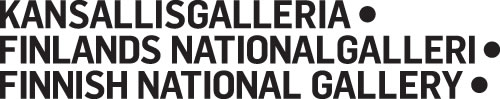 KANSALLISGALLERIA ●
FINLANDS NATIONALGALLERI ●
FINNISH NATIONAL GALLERY ●